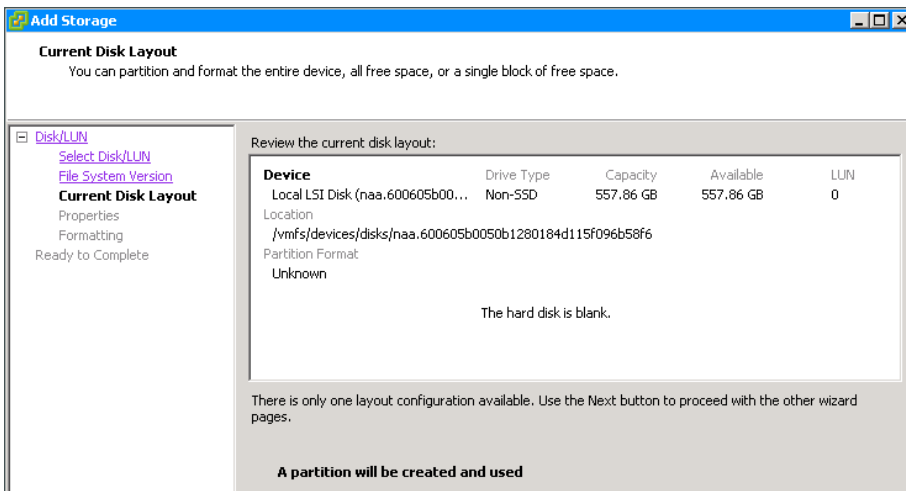 Add Storage
Current Disk Layout
You can partition and format the entire device, all free space, or a single block of free space.
Disk/LUN
Select Disk/LUN
File System Version
Current Disk Layout
Properties
Formatting
Ready to Complete
Review the current disk layout:
Device Drive Type Capacity Available LUN
Local LSI Disk (naa.600605b00... Non-SSD 557.86 GB 557.86 GB 0
Location
/vmfs/devices/disks/naa.600605b0050b1280184d115f096b58f6
Partition Format
Unknown
The hard disk is blank.
There is only one layout configuration available. Use the Next button to proceed with the other wizard
pages.
A partition will be created and used